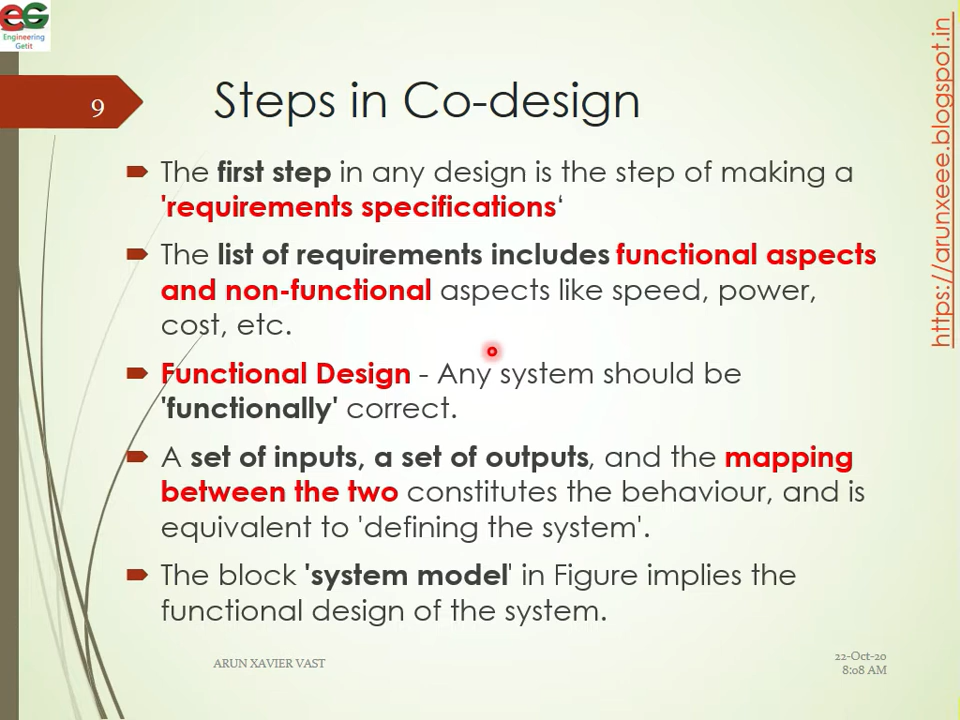 EG
Engineering
Getit
9
Steps in Co-design
https://arunxeee.blogspot.in
The first step in any design is the step of making a
'requirements specifications‘
The list of requirements includes functional aspects
and non-functional aspects like speed, power,
cost, etc.
Functional Design - Any system should be
'functionally' correct.
A set of inputs, a set of outputs, and the mapping
between the two constitutes the behaviour, and is
equivalent to 'defining the system'.
The block 'system model' in Figure implies the
functional design of the system.
ARUN XAVIER VAST
22-Oct-20
8:08 AM